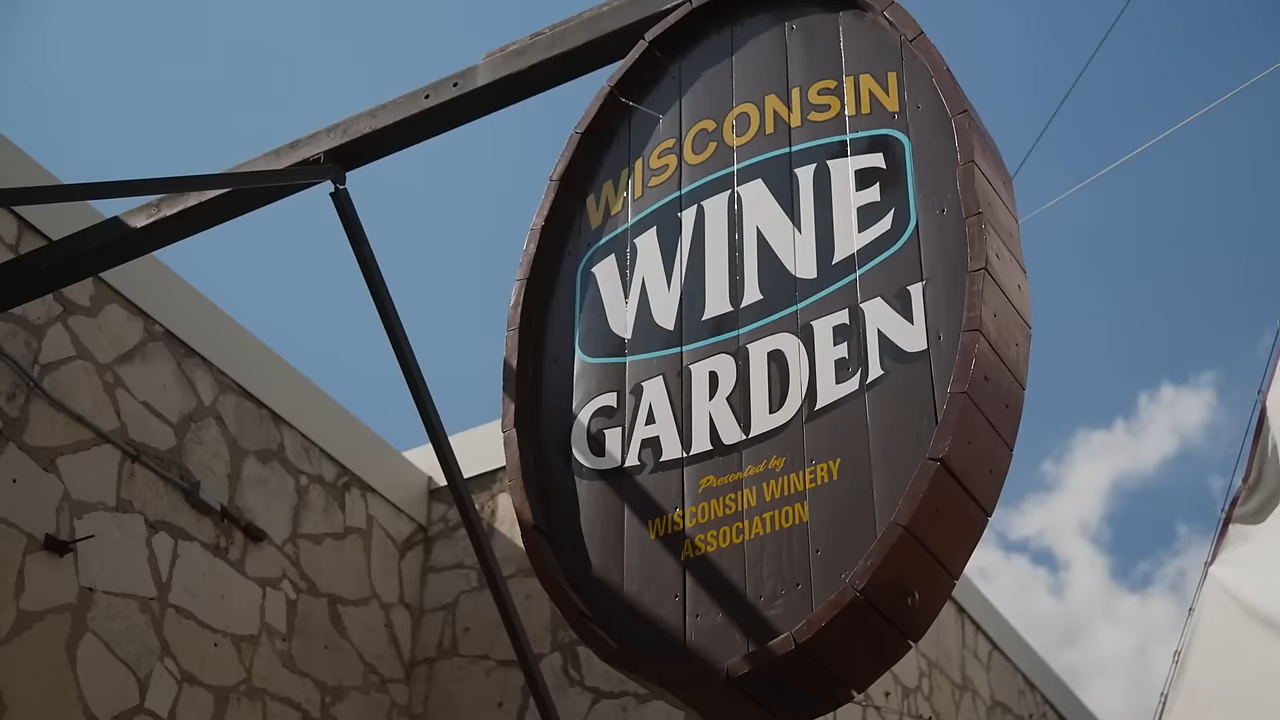 WISCONSIN
WINE
GARDEN
Presented by
WISCONSIN WINERY
ASSOCIATION